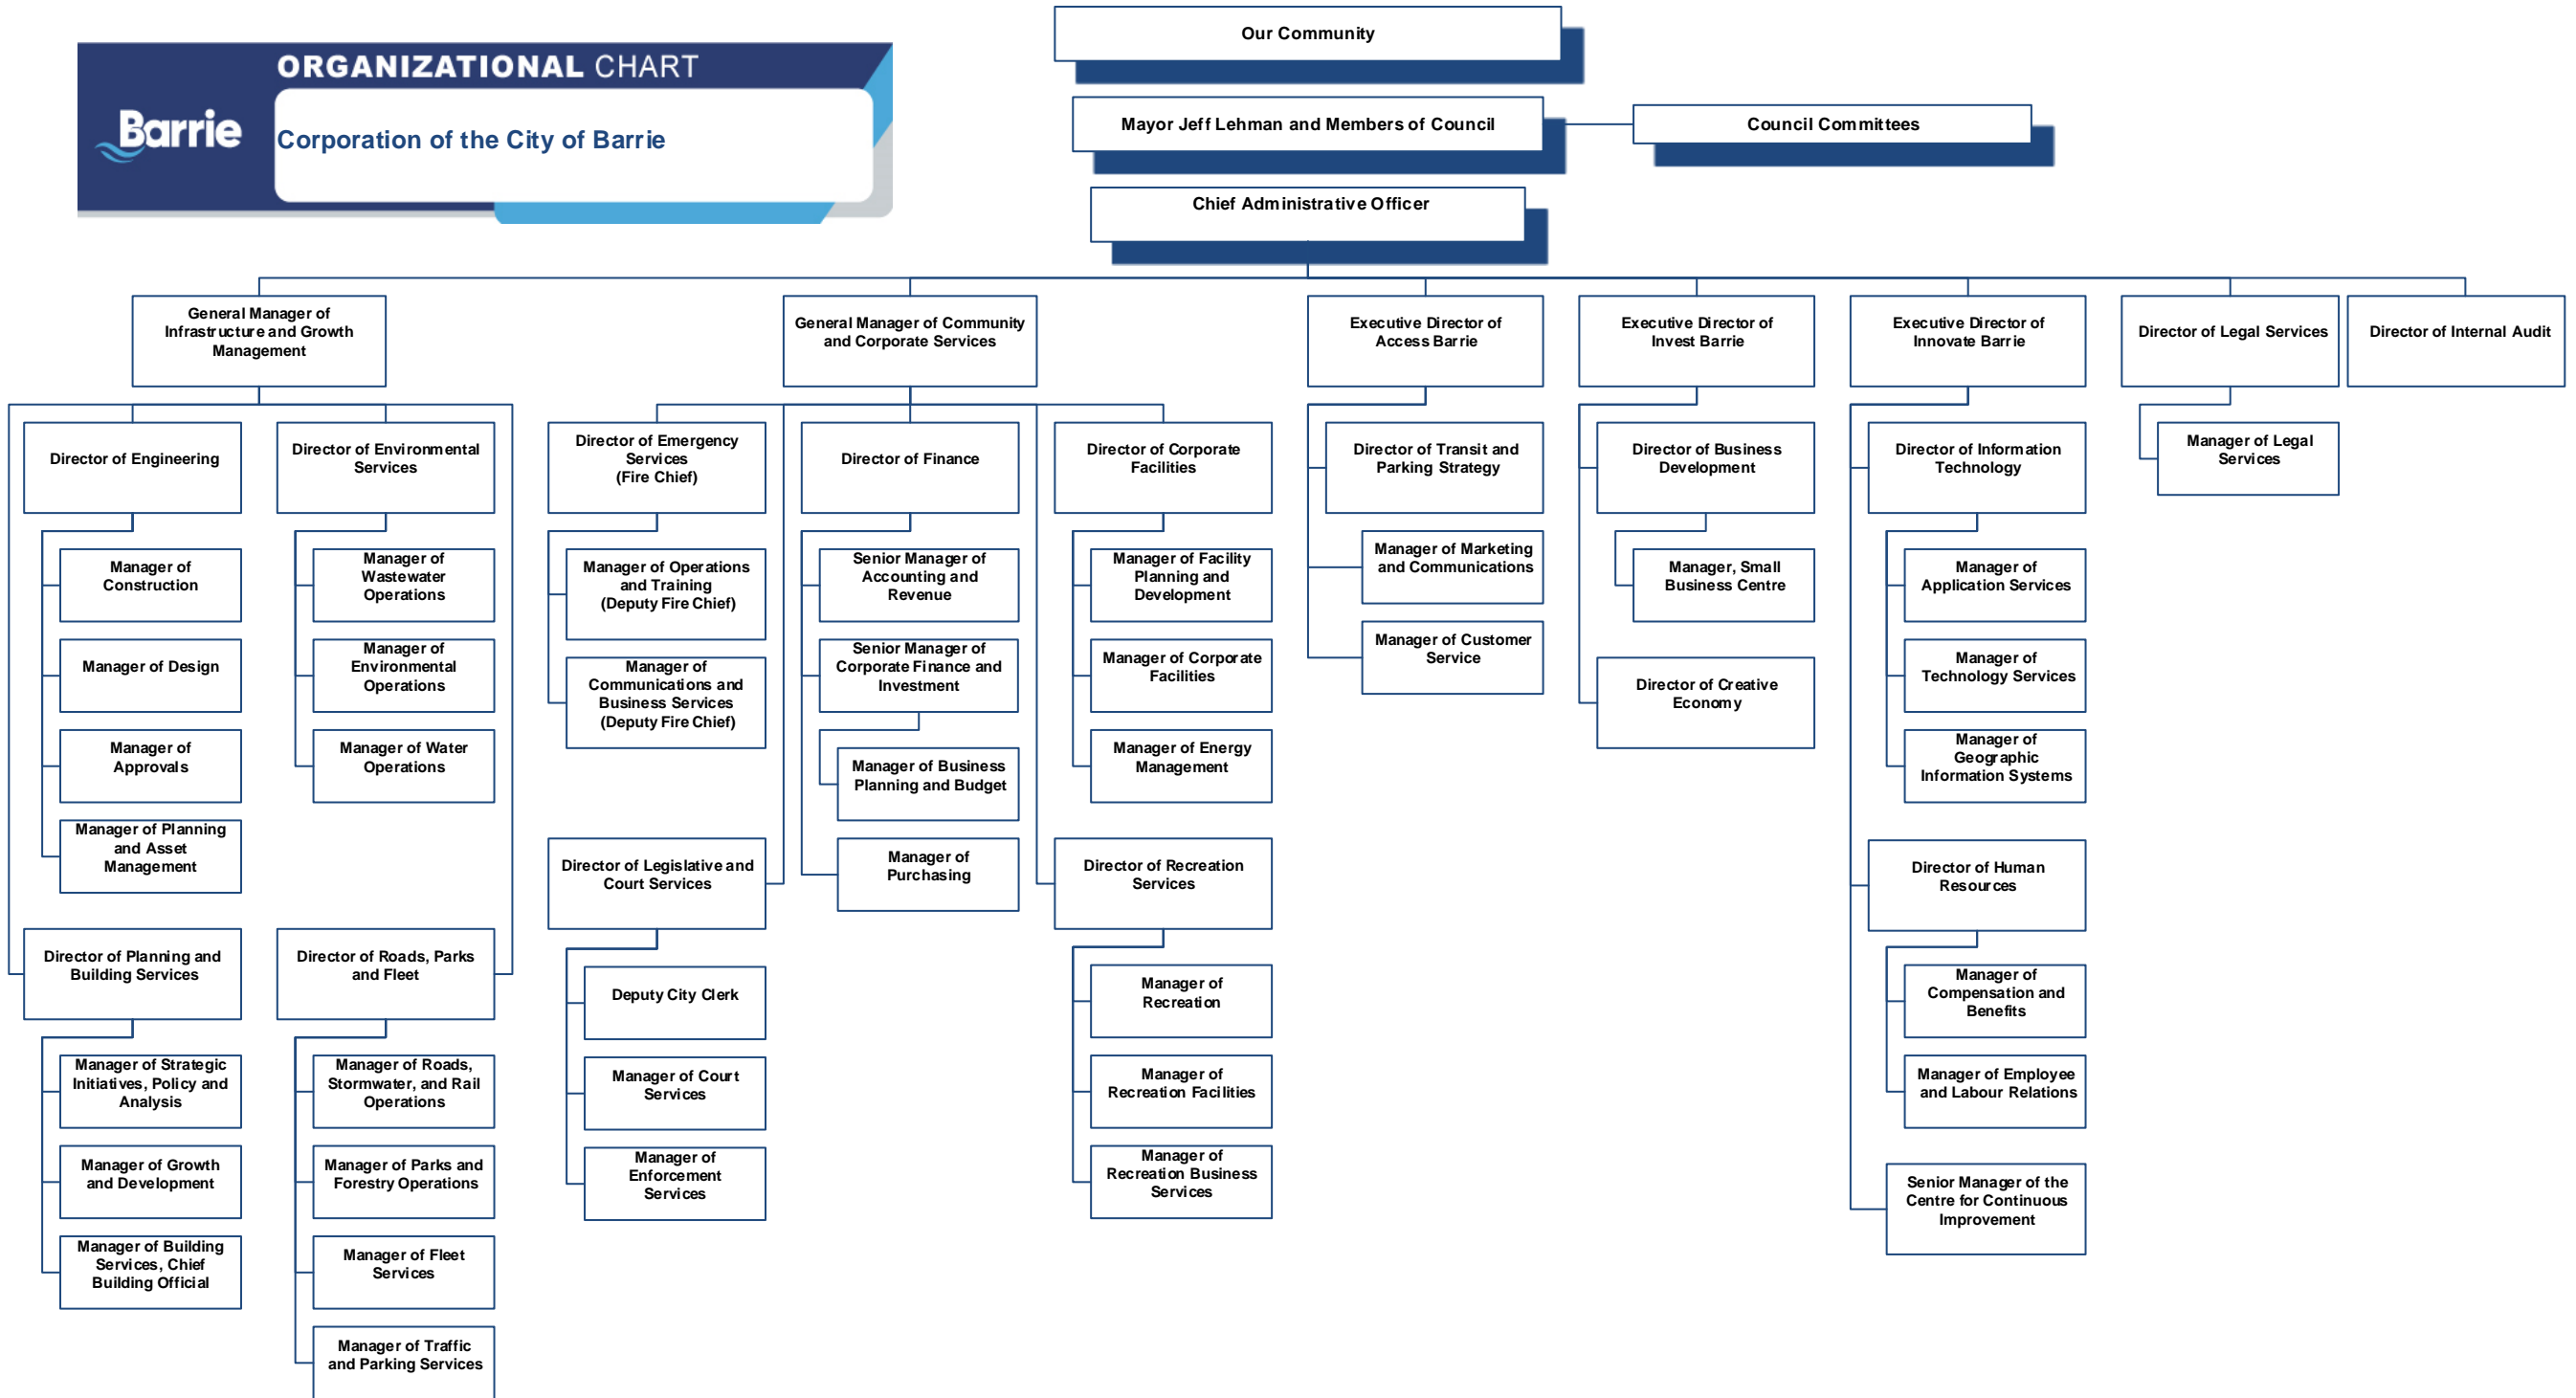 ORGANIZATIONAL CHART
Barrie
Corporation of the City of Barrie
Our Community
Mayor Jeff Lehman and Members of Council
Council Committees
Chief Administrative Officer
General Manager of
Infrastructure and Growth
Management
General Manager of Community
and Corporate Services
Executive Director of
Access Barrie
Executive Director of
Invest Barrie
Executive Director of
Innovate Barrie
Director of Legal Services
Director of Internal Audit
Director of Engineering
Director of Environmental
Services
Director of Emergency
Services
(Fire Chief)
Director of Finance
Director of Corporate
Facilities
Director of Transit and
Parking Strategy
Director of Business
Development
Director of Information
Technology
Manager of Legal
Services
Manager of
Construction
Manager of Design
Manager of
Approvals
Manager of Planning
and Asset
Management
Manager of
Wastewater
Operations
Manager of
Environmental
Operations
Manager of Water
Operations
Manager of Operations
and Training
(Deputy Fire Chief)
Manager of
Communications and
Business Services
(Deputy Fire Chief)
Senior Manager of
Accounting and
Revenue
Senior Manager of
Corporate Finance and
Investment
Manager of Business
Planning and Budget
Manager of
Purchasing
Manager of Facility
Planning and
Development
Manager of Corporate
Facilities
Manager of Energy
Management
Manager of Marketing
and Communications
Manager of Customer
Service
Manager, Small
Business Centre
Director of Creative
Economy
Manager of
Application Services
Manager of
Technology Services
Manager of
Geographic
Information Systems
Director of Legislative and
Court Services
Director of Recreation
Services
Director of Human
Resources
Director of Planning and
Building Services
Director of Roads, Parks
and Fleet
Deputy City Clerk
Manager of Court
Services
Manager of
Enforcement
Services
Manager of
Recreation
Manager of
Recreation Facilities
Manager of
Recreation Business
Services
Manager of
Compensation and
Benefits
Manager of Employee
and Labour Relations
Senior Manager of the
Centre for Continuous
Improvement
Manager of Strategic
Initiatives, Policy and
Analysis
Manager of Growth
and Development
Manager of Building
Services, Chief
Building Official
Manager of Roads,
Stormwater, and Rail
Operations
Manager of Parks and
Forestry Operations
Manager of Fleet
Services
Manager of Traffic
and Parking Services